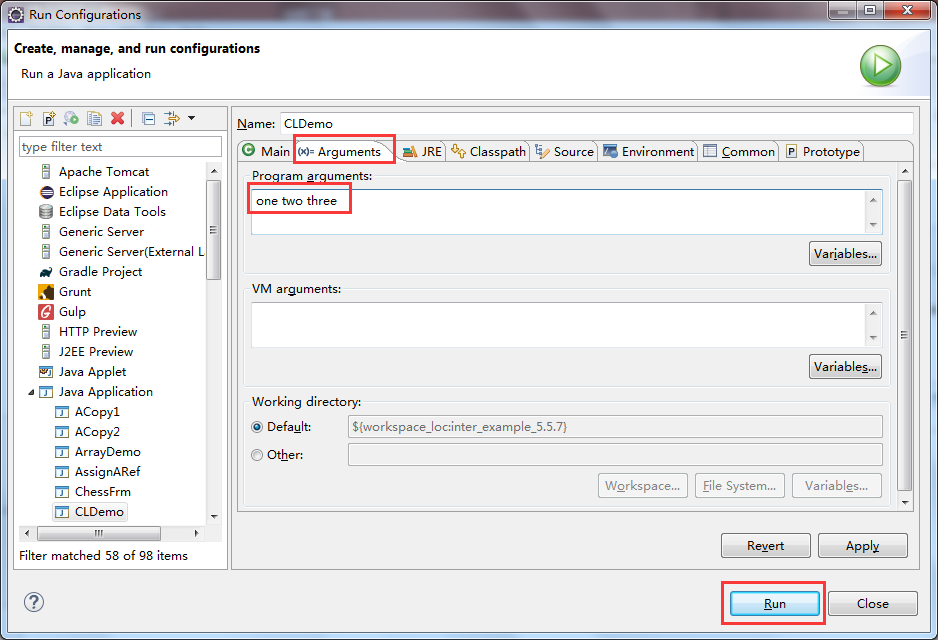 Run Configurations
Create, manage, and run configurations
Run a Java application
type filter text
Apache Tomcat
Eclipse Application
Eclipse Data Tools
Generic Server
Generic Server(External L
Gradle Project
Grunt
Gulp
HTTP Preview
J2EE Preview
Java Applet
Java Application
ACopy1
ACopy2
ArrayDemo
AssignARef
ChessFrm
CLDemo
Filter matched 58 of 98 items
Name: CLDemo
Main (x)= Arguments JRE Classpath Source Environment Common Prototype
Program arguments:
one two three
Variables...
VM arguments:
Variables...
Working directory:
Default: ${workspace_loc:inter_example_5.5.7}
Other:
Workspace... File System... Variables...
Revert Apply
Run Close